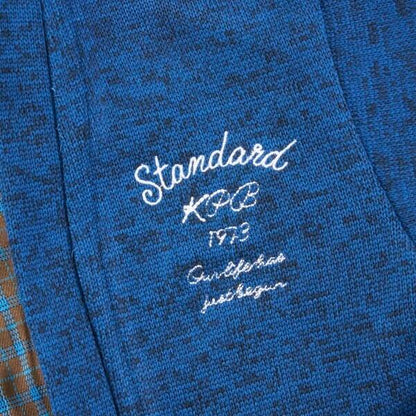 Standard
KPB
1973
Our life has
just begun